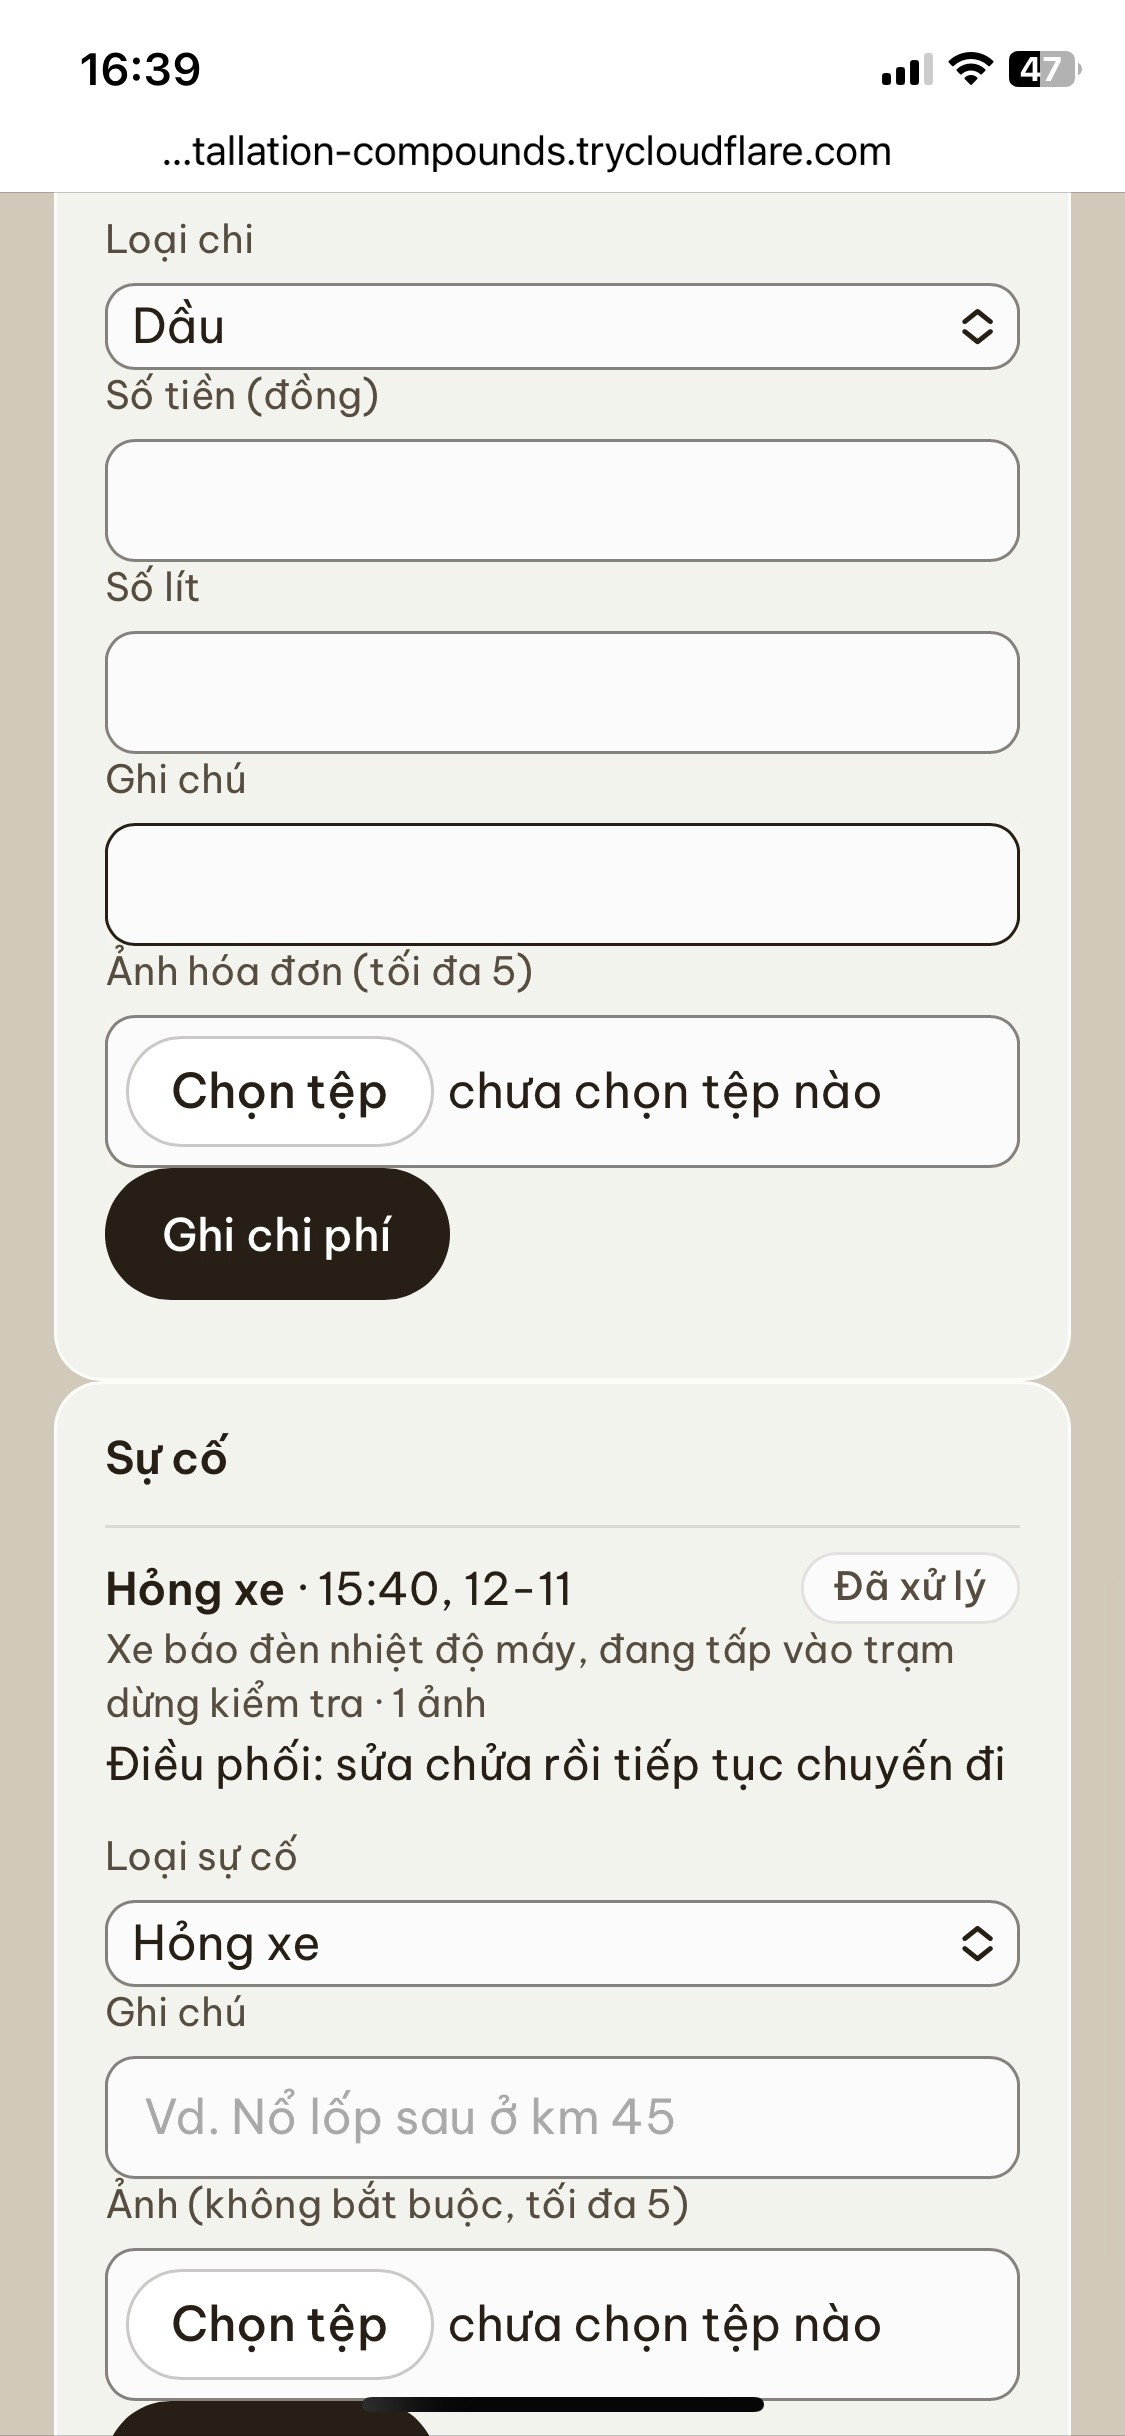 16:39
47
...tallation-compounds.trycloudflare.com
Loại chi
Dầu
Số tiền (đồng)
Số lít
Ghi chú
Ảnh hóa đơn (tối đa 5)
Chọn tệp chưa chọn tệp nào
Ghi chi phí
Sự cố
Hỏng xe · 15:40, 12-11 Đã xử lý
Xe báo đèn nhiệt độ máy, đang tấp vào trạm
dừng kiểm tra · 1 ảnh
Điều phối: sửa chửa rồi tiếp tục chuyến đi
Loại sự cố
Hỏng xe
Ghi chú
Vd. Nổ lốp sau ở km 45
Ảnh (không bắt buộc, tối đa 5)
Chọn tệp chưa chọn tệp nào